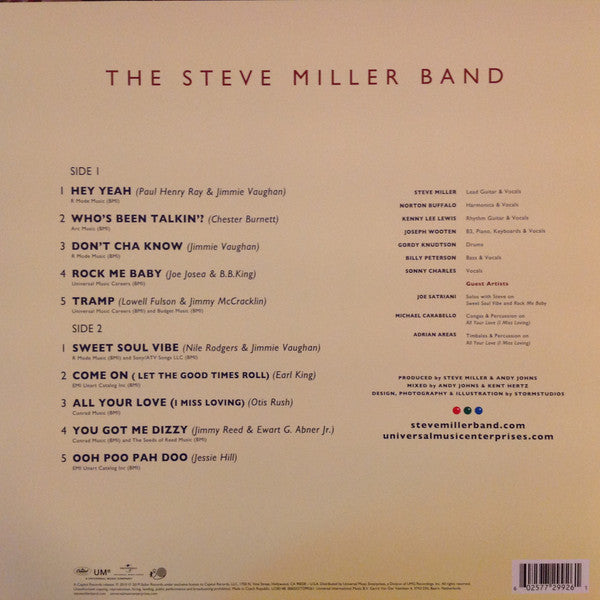 THE STEVE MILLER BAND
SIDE 1
1 HEY YEAH (Paul Henry Ray & Jimmie Vaughan)
R Mode Music (BMI)
2 WHO'S BEEN TALKIN'? (Chester Burnett)
Arc Music (BMI)
3 DON'T CHA KNOW (Jimmie Vaughan)
R Mode Music (BMI)
4 ROCK ME BABY (Joe Josea & B.B.King)
Universal Music Careers (BMI)
5 TRAMP (Lowell Fulson & Jimmy McCracklin)
Universal Music Careers (BMI) and Budget Music (BMI)
SIDE 2
1 SWEET SOUL VIBE (Nile Rodgers & Jimmie Vaughan)
R Mode Music (BMI) and Sony/ATV Songs LLC (BMI)
2 COME ON ( LET THE GOOD TIMES ROLL) (Earl King)
EMI Unart Catalog Inc (BMI)
3 ALL YOUR LOVE (I MISS LOVING) (Otis Rush)
Conrad Music (BMI)
4 YOU GOT ME DIZZY (Jimmy Reed & Ewart G. Abner Jr.)
Conrad Music (BMI) and The Seeds of Reed Music (BMI)
5 OOH POO PAH DOO (Jessie Hill)
EMI Unart Catalog Inc (BMI)
STEVE MILLER Lead Guitar & Vocals
NORTON BUFFALO Harmonica & Vocals
KENNY LEE LEWIS Rhythm Guitar & Vocals
JOSEPH WOOTEN B3, Piano, Keyboards & Vocals
GORDY KNUDTSON Drums
BILLY PETERSON Bass & Vocals
SONNY CHARLES Vocals
Guest Artists
JOE SATRIANI Solos with Steve on
Sweet Soul Vibe and Rock Me Baby
MICHAEL CARABELLO Congas & Percussion on
All Your Love (I Miss Loving)
ADRIAN AREAS Timbales & Percussion on
All Your Love (I Miss Loving)
PRODUCED BY STEVE MILLER & ANDY JOHNS
MIXED BY ANDY JOHNS & KENT HERTZ
DESIGN, PHOTOGRAPHY & ILLUSTRATION BY STORMSTUDIOS
stevemillerband.com
universalmusicenterprises.com
Capitol
UMe
UNIVERSAL
A UNIVERSAL MUSIC COMPANY
6 02577 29926 1